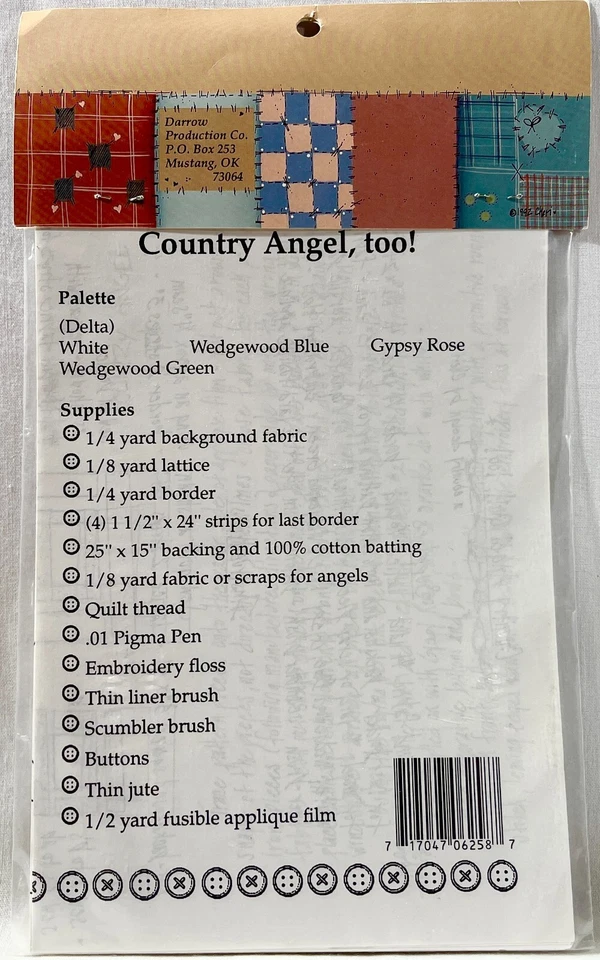 Darrow
Production Co.
P.O. Box 253
Mustang, OK
73064
Country Angel, too!
Palette
(Delta)
White Wedgewood Blue Gypsy Rose
Wedgewood Green
Supplies
1/4 yard background fabric
1/8 yard lattice
1/4 yard border
(4) 1 1/2" x 24" strips for last border
25" x 15" backing and 100% cotton batting
1/8 yard fabric or scraps for angels
Quilt thread
.01 Pigma Pen
Embroidery floss
Thin liner brush
Scumbler brush
Buttons
Thin jute
1/2 yard fusible applique film
7 17047 06258 7